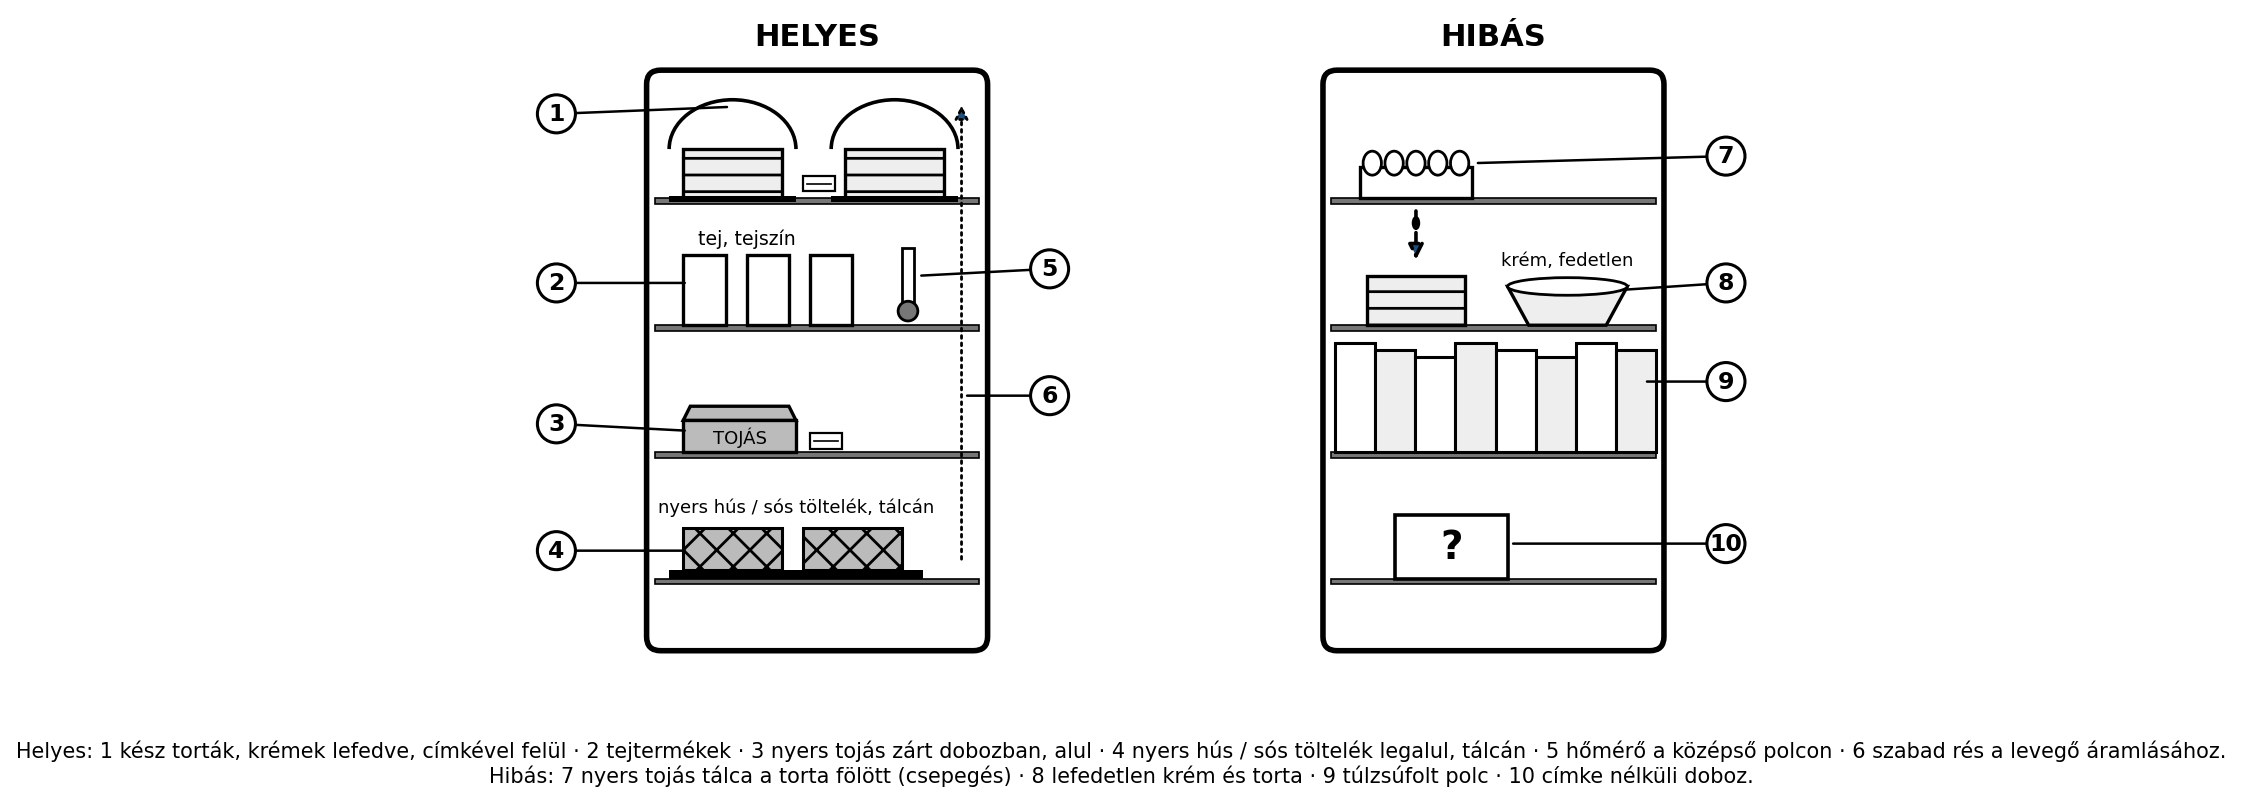 HELYES
HIBÁS
1
7
tej, tejszín
krém, fedetlen
5
2
8
9
6
3
TOJÁS
nyers hús / sós töltelék, tálcán
4
?
10
Helyes: 1 kész torták, krémek lefedve, címkével felül · 2 tejtermékek · 3 nyers tojás zárt dobozban, alul · 4 nyers hús / sós töltelék legalul, tálcán · 5 hőmérő a középső polcon · 6 szabad rés a levegő áramlásához.
Hibás: 7 nyers tojás tálca a torta fölött (csepegés) · 8 lefedetlen krém és torta · 9 túlzsúfolt polc · 10 címke nélküli doboz.